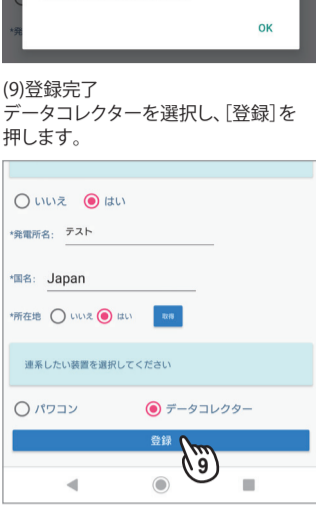 *発
OK
(9)登録完了
データコレクターを選択し、[登録]を
押します。
いいえ はい
*発電所名: テスト
*国名: Japan
*所在地 いいえ はい 取得
連系したい装置を選択してください
パワコン データコレクター
登録
9